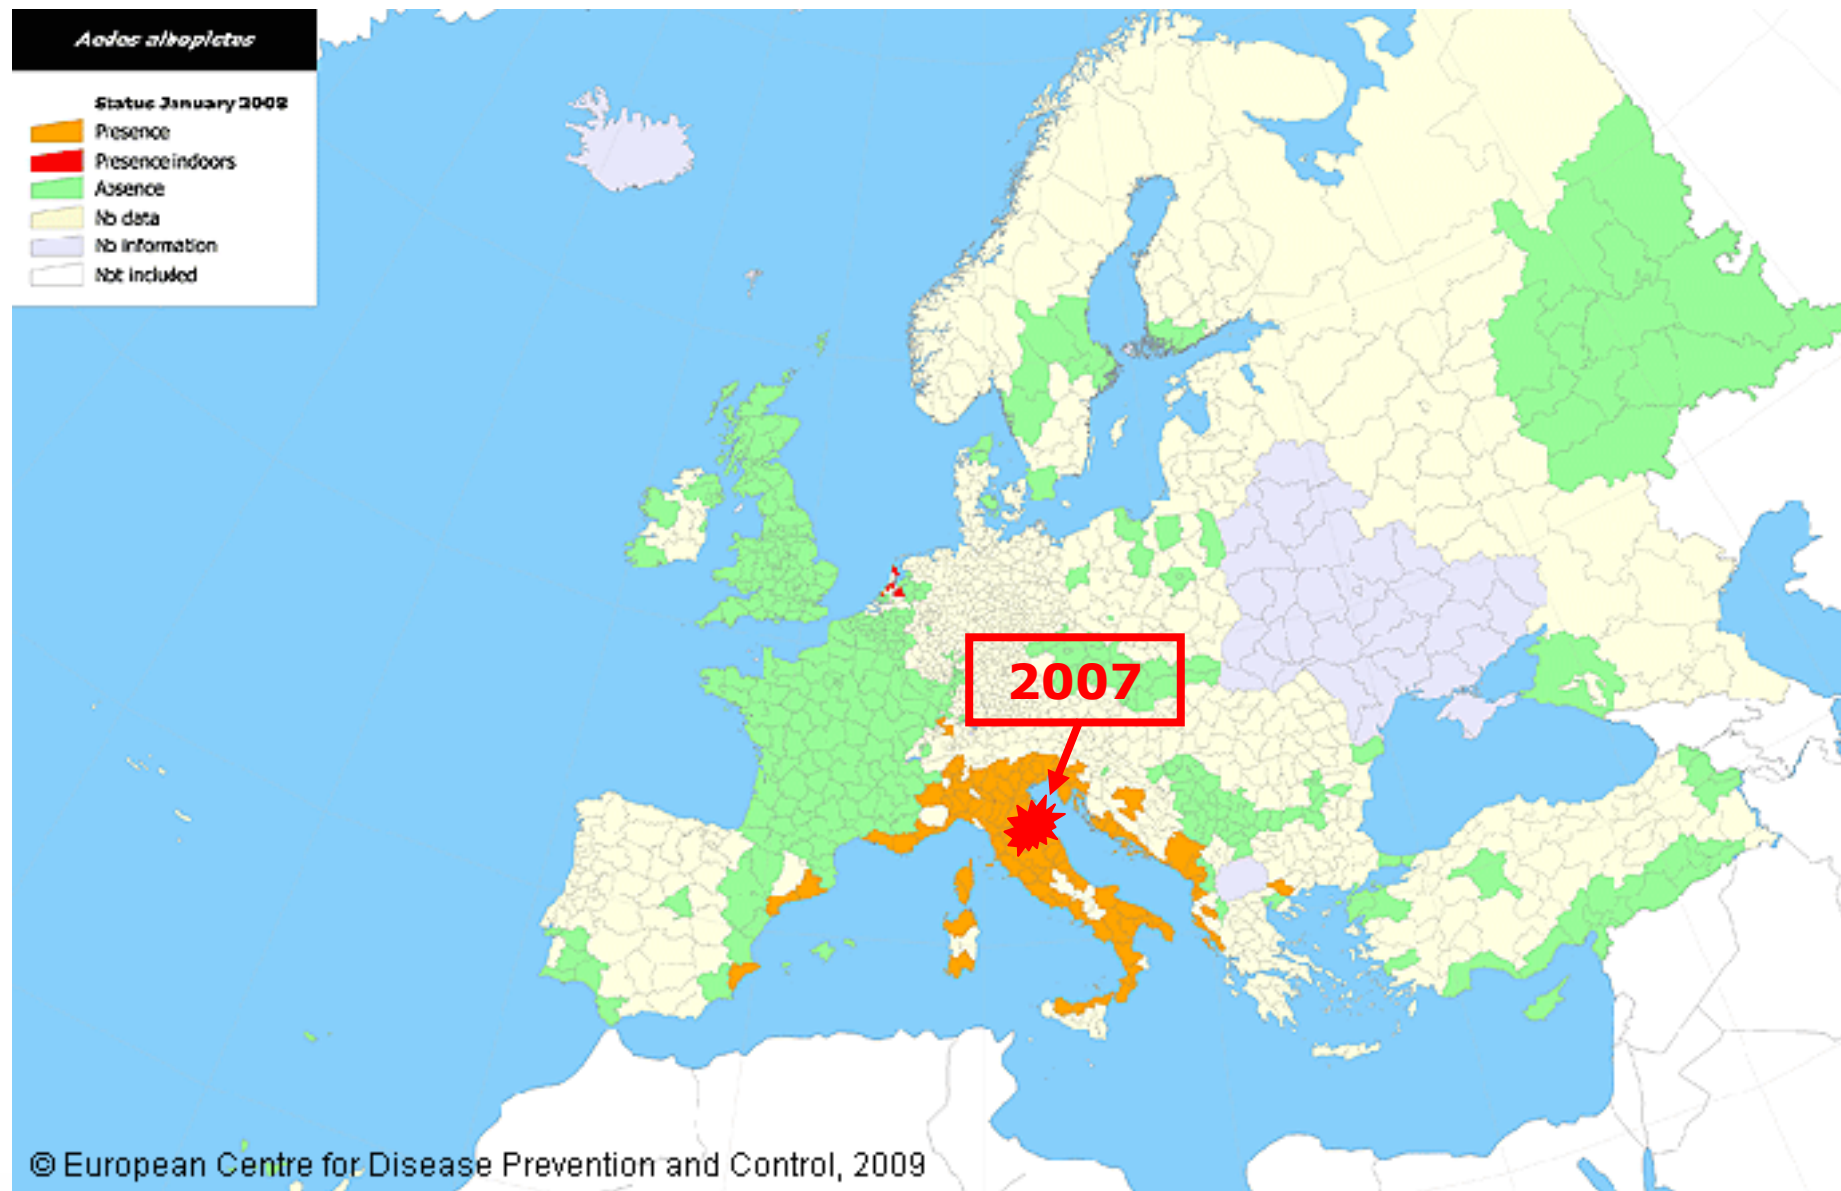 Aedes albopictus
Status January 2008
Presence
Presence indoors
Absence
No data
No information
Not included
2007
© European Centre for Disease Prevention and Control, 2009